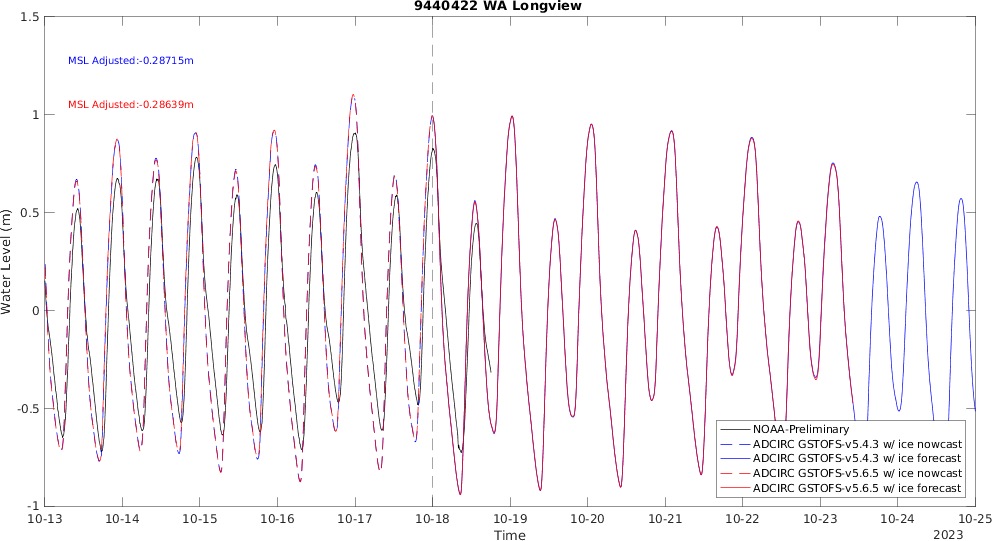 9440422 WA Longview
MSL Adjusted:-0.28715m
MSL Adjusted:-0.28639m
Water Level (m)
1.5
1
0.5
0
-0.5
-1
NOAA-Preliminary
ADCIRC GSTOFS-v5.4.3 w/ ice nowcast
ADCIRC GSTOFS-v5.4.3 w/ ice forecast
ADCIRC GSTOFS-v5.6.5 w/ ice nowcast
ADCIRC GSTOFS-v5.6.5 w/ ice forecast
10-13 10-14 10-15 10-16 10-17 10-18 10-19 10-20 10-21 10-22 10-23 10-24 10-25
Time
2023